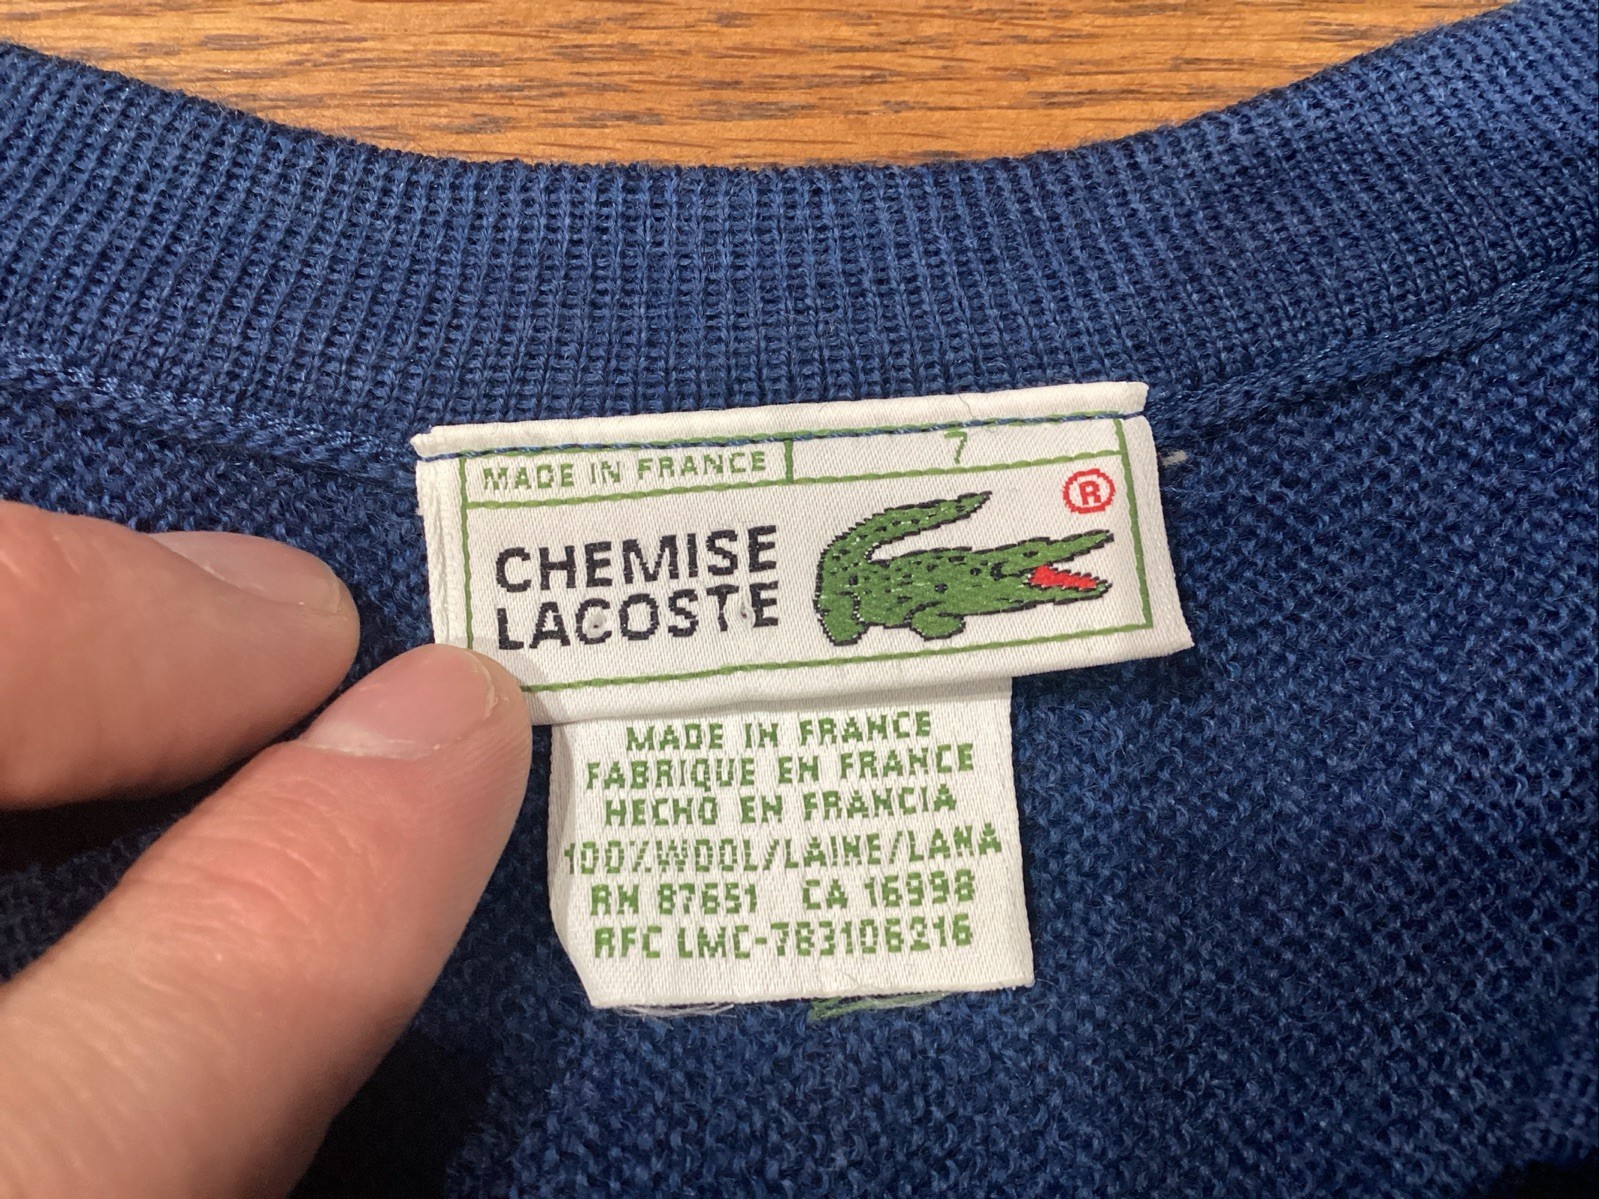 MADE IN FRANCE 7
®
CHEMISE
LACOSTE
MADE IN FRANCE
FABRIQUE EN FRANCE
HECHO EN FRANCIA
100% WOOL/LAINE/LANA
RN 87651 CA 16998
RFC LMC-783106216